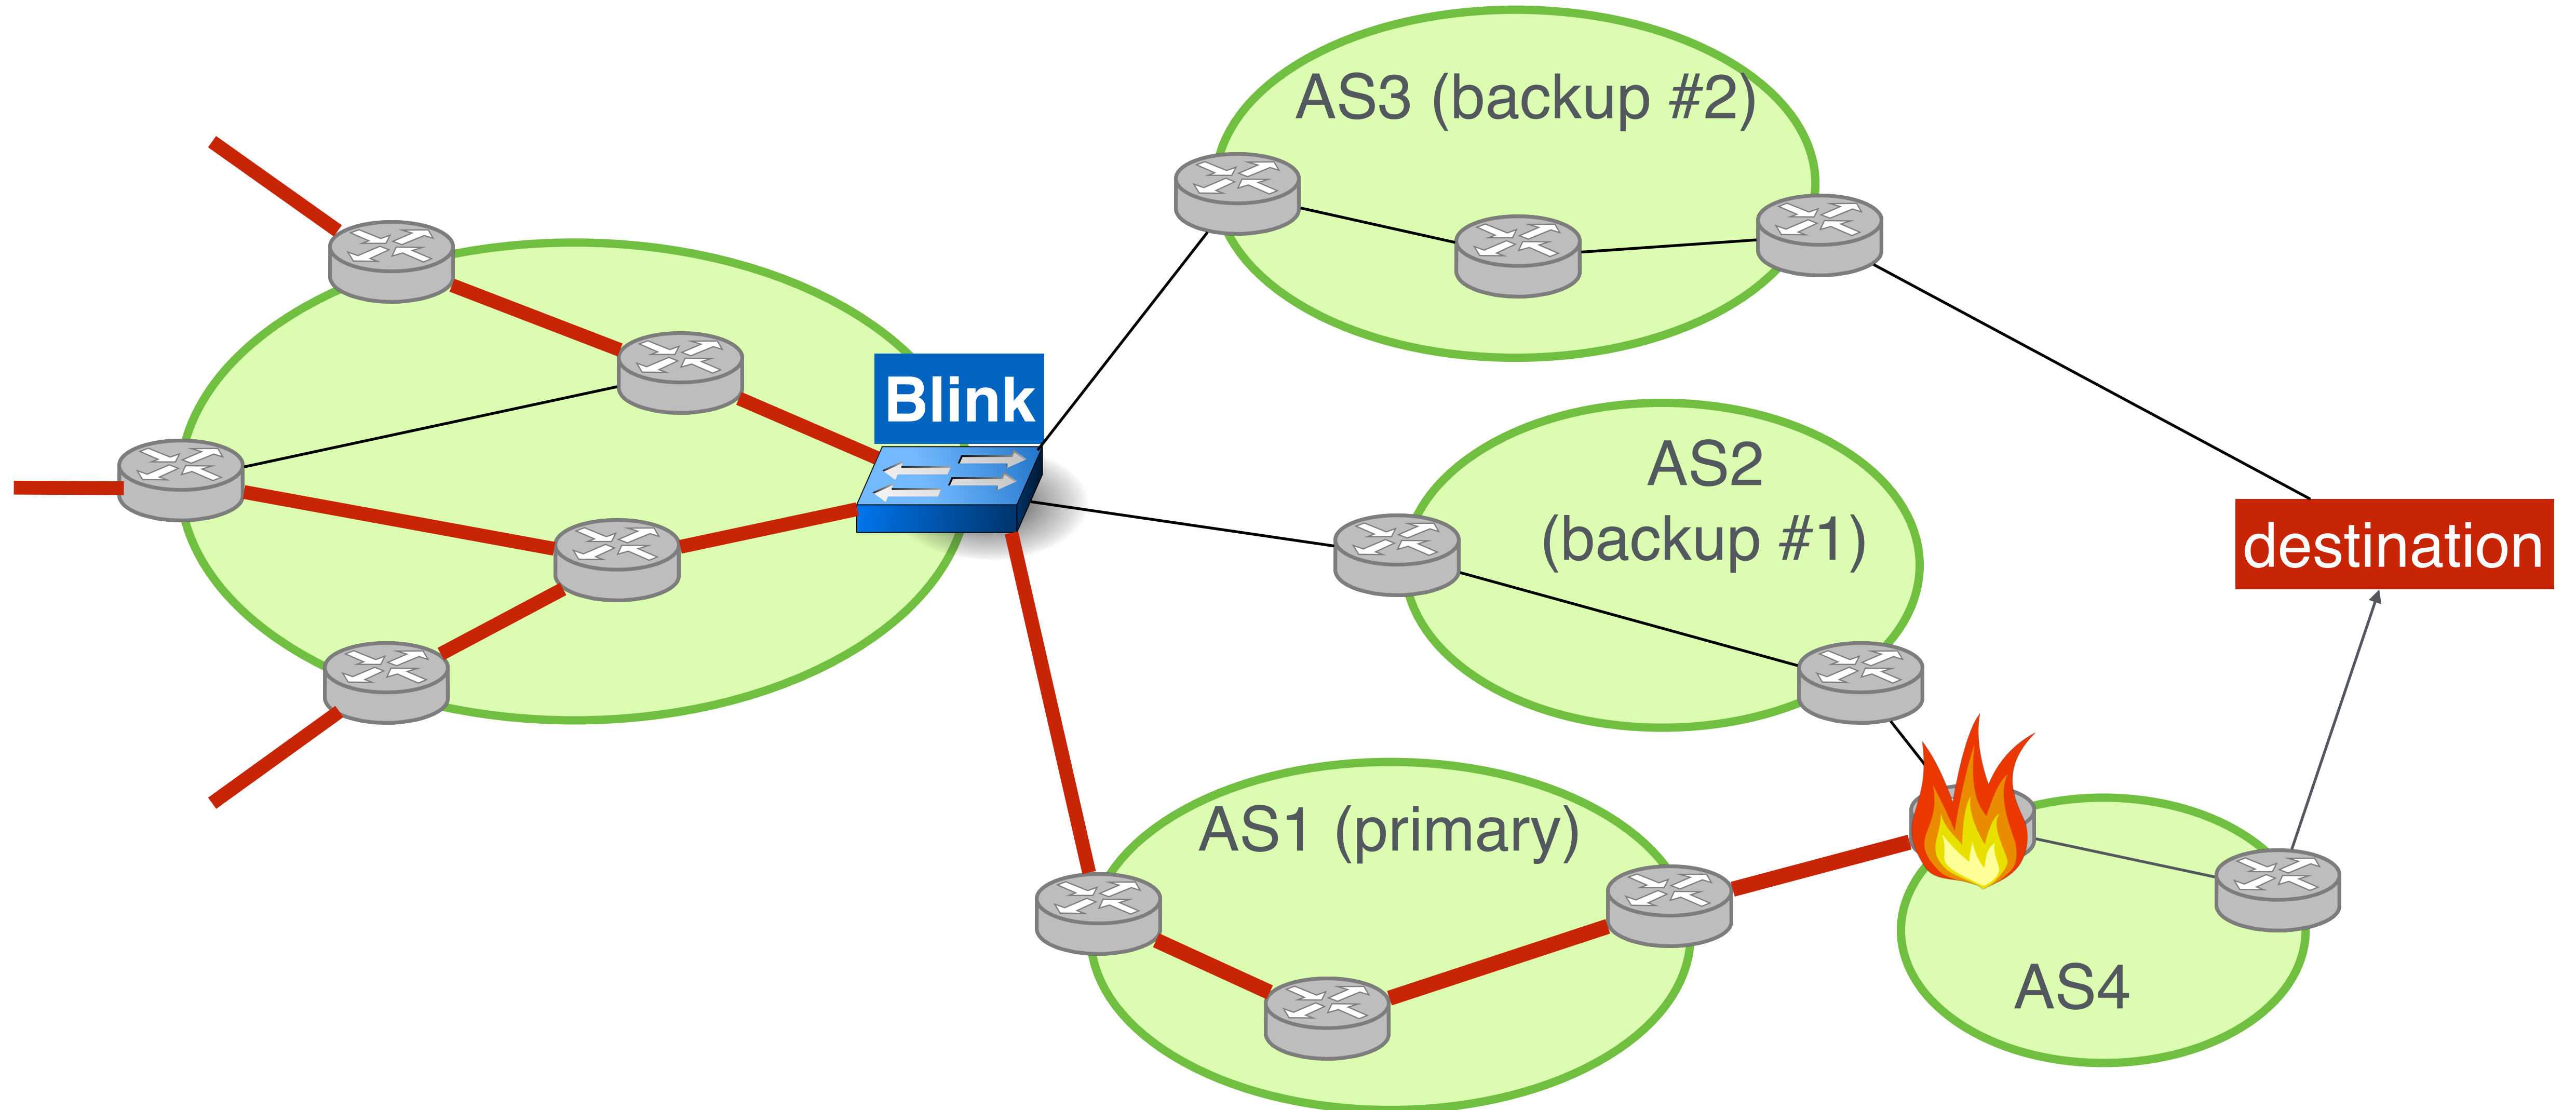 AS3 (backup #2)
Blink
AS2
(backup #1)
destination
AS1 (primary)
AS4